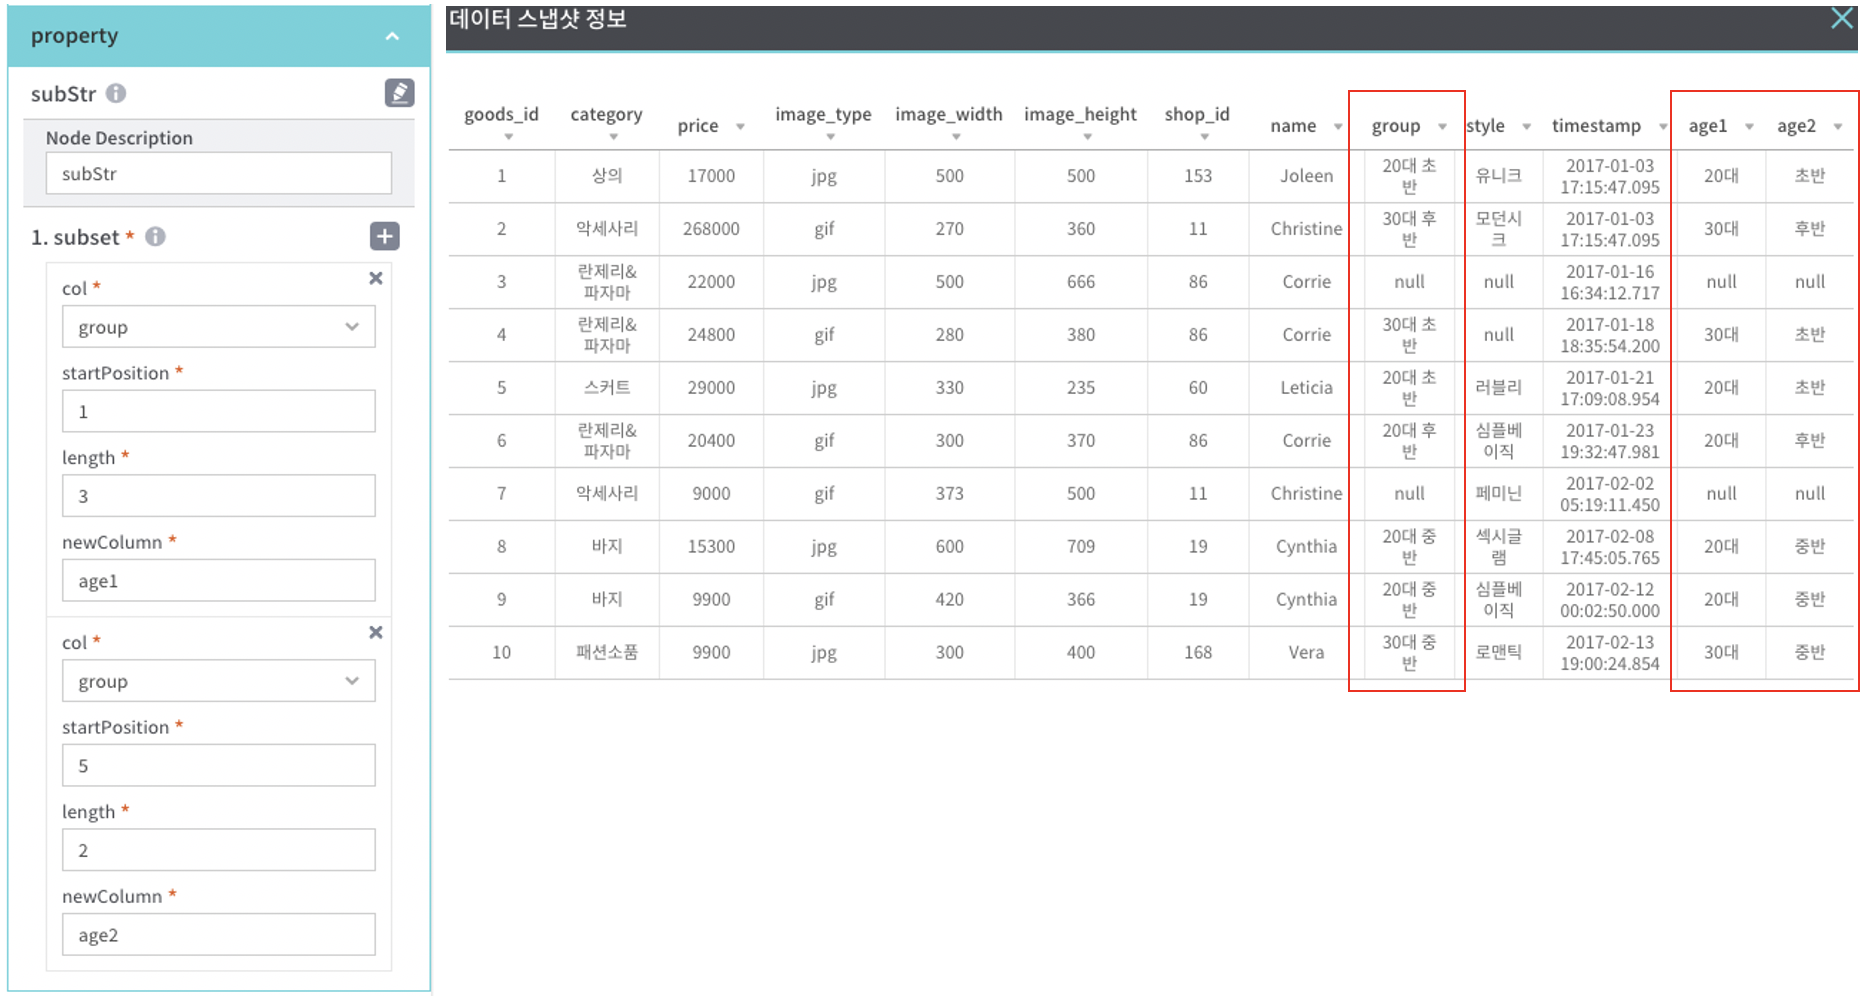 property
subStr
Node Description
subStr
1. subset *
col *
group
startPosition *
1
length *
3
newColumn *
age1
col *
group
startPosition *
5
length *
2
newColumn *
age2
데이터 스냅샷 정보
goods_id category price image_type image_width image_height shop_id name group style timestamp age1 age2
1 상의 17000 jpg 500 500 153 Joleen 20대 초 유니크 2017-01-03 20대 초반
반 17:15:47.095
2 악세사리 268000 gif 270 360 11 Christine 30대 후 모던시 2017-01-03 30대 후반
반 크 17:15:47.095
3 란제리& 22000 jpg 500 666 86 Corrie null null 2017-01-16 null null
파자마 16:34:12.717
4 란제리& 24800 gif 280 380 86 Corrie 30대 초 null 2017-01-18 30대 초반
파자마 반 18:35:54.200
5 스커트 29000 jpg 330 235 60 Leticia 20대 초 러블리 2017-01-21 20대 초반
반 17:09:08.954
6 란제리& 20400 gif 300 370 86 Corrie 20대 후 심플베 2017-01-23 20대 후반
파자마 반 이직 19:32:47.981
7 악세사리 9000 gif 373 500 11 Christine null 페미닌 2017-02-02 null null
05:19:11.450
8 바지 15300 jpg 600 709 19 Cynthia 20대 중 섹시글 2017-02-08 20대 중반
반 램 17:45:05.765
9 바지 9900 gif 420 366 19 Cynthia 20대 중 심플베 2017-02-12 20대 중반
반 이직 00:02:50.000
10 패션소품 9900 jpg 300 400 168 Vera 30대 중 로맨틱 2017-02-13 30대 중반
반 19:00:24.854